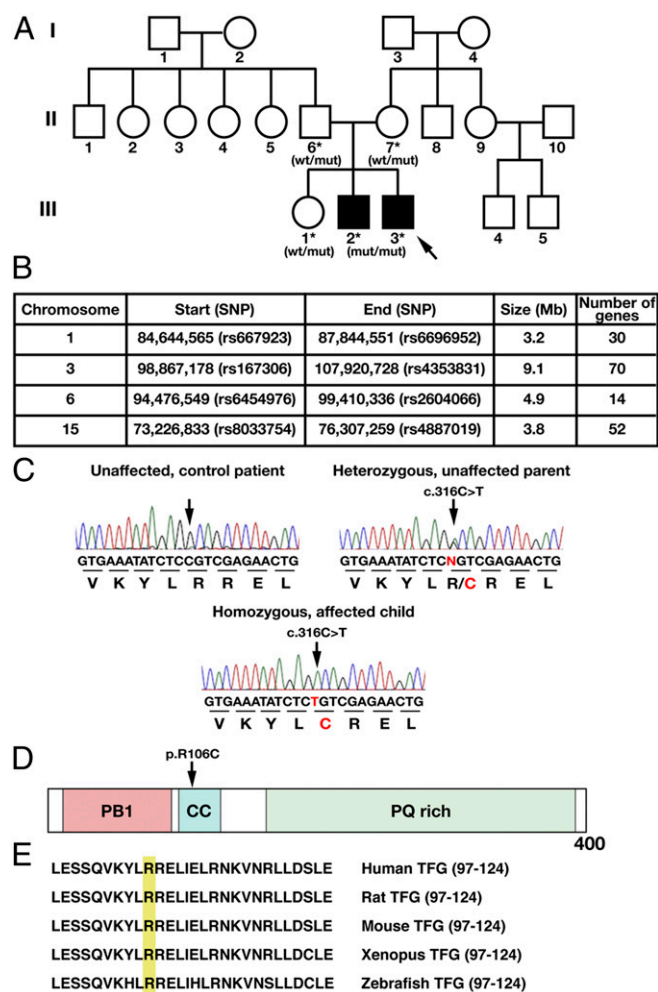 A
I
1
2
3
4
II
1
2
3
4
5
6*
7*
8
9
10
(wt/mut)
(wt/mut)
III
1*
2*
3*
4
5
(wt/mut)
(mut/mut)
B
Chromosome Start (SNP) End (SNP) Size (Mb) Number of genes
1 84,644,565 (rs667923) 87,844,551 (rs6696952) 3.2 30
3 98,867,178 (rs167306) 107,920,728 (rs4353831) 9.1 70
6 94,476,549 (rs6454976) 99,410,336 (rs2604066) 4.9 14
15 73,226,833 (rs8033754) 76,307,259 (rs4887019) 3.8 52
C
Unaffected, control patient
GTGAAATATCTCCGTCGAGAACTG
V K Y L R R E L
Heterozygous, unaffected parent
c.316C>T
GTGAAATATCTCNGTCGAGAACTG
V K Y L R/C R E L
Homozygous, affected child
c.316C>T
GTGAAATATCTCTGTCGAGAACTG
V K Y L C R E L
D
p.R106C
PB1
CC
PQ rich
400
E
LESSQVKYLRRELIELRNKVNRLLDSLE Human TFG (97-124)
LESSQVKYLRRELIELRNKVNRLLDSLE Rat TFG (97-124)
LESSQVKYLRRELIELRNKVNRLLDSLE Mouse TFG (97-124)
LESSQVKYLRRELIELRNKVNRLLDCLE Xenopus TFG (97-124)
LESSQVKHLRRELIHLRNKVNSLLDCLE Zebrafish TFG (97-124)